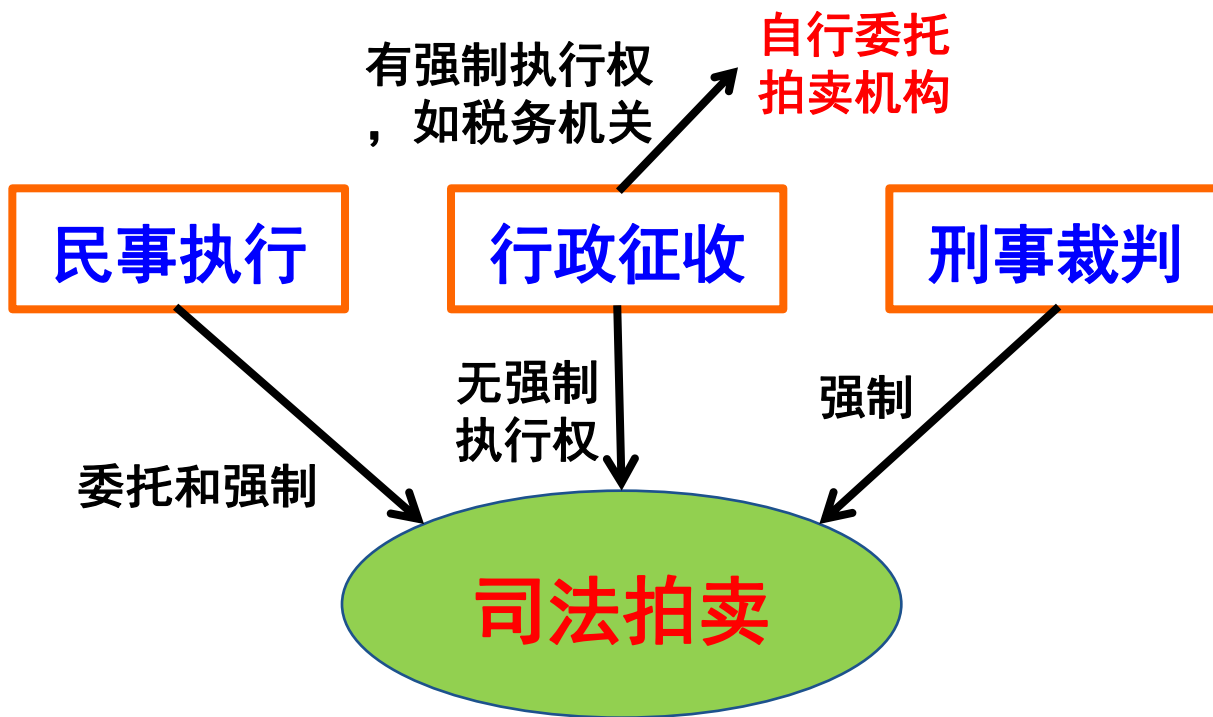 自行委托
拍卖机构
有强制执行权
，如税务机关
民事执行
行政征收
刑事裁判
无强制
执行权
强制
委托和强制
司法拍卖